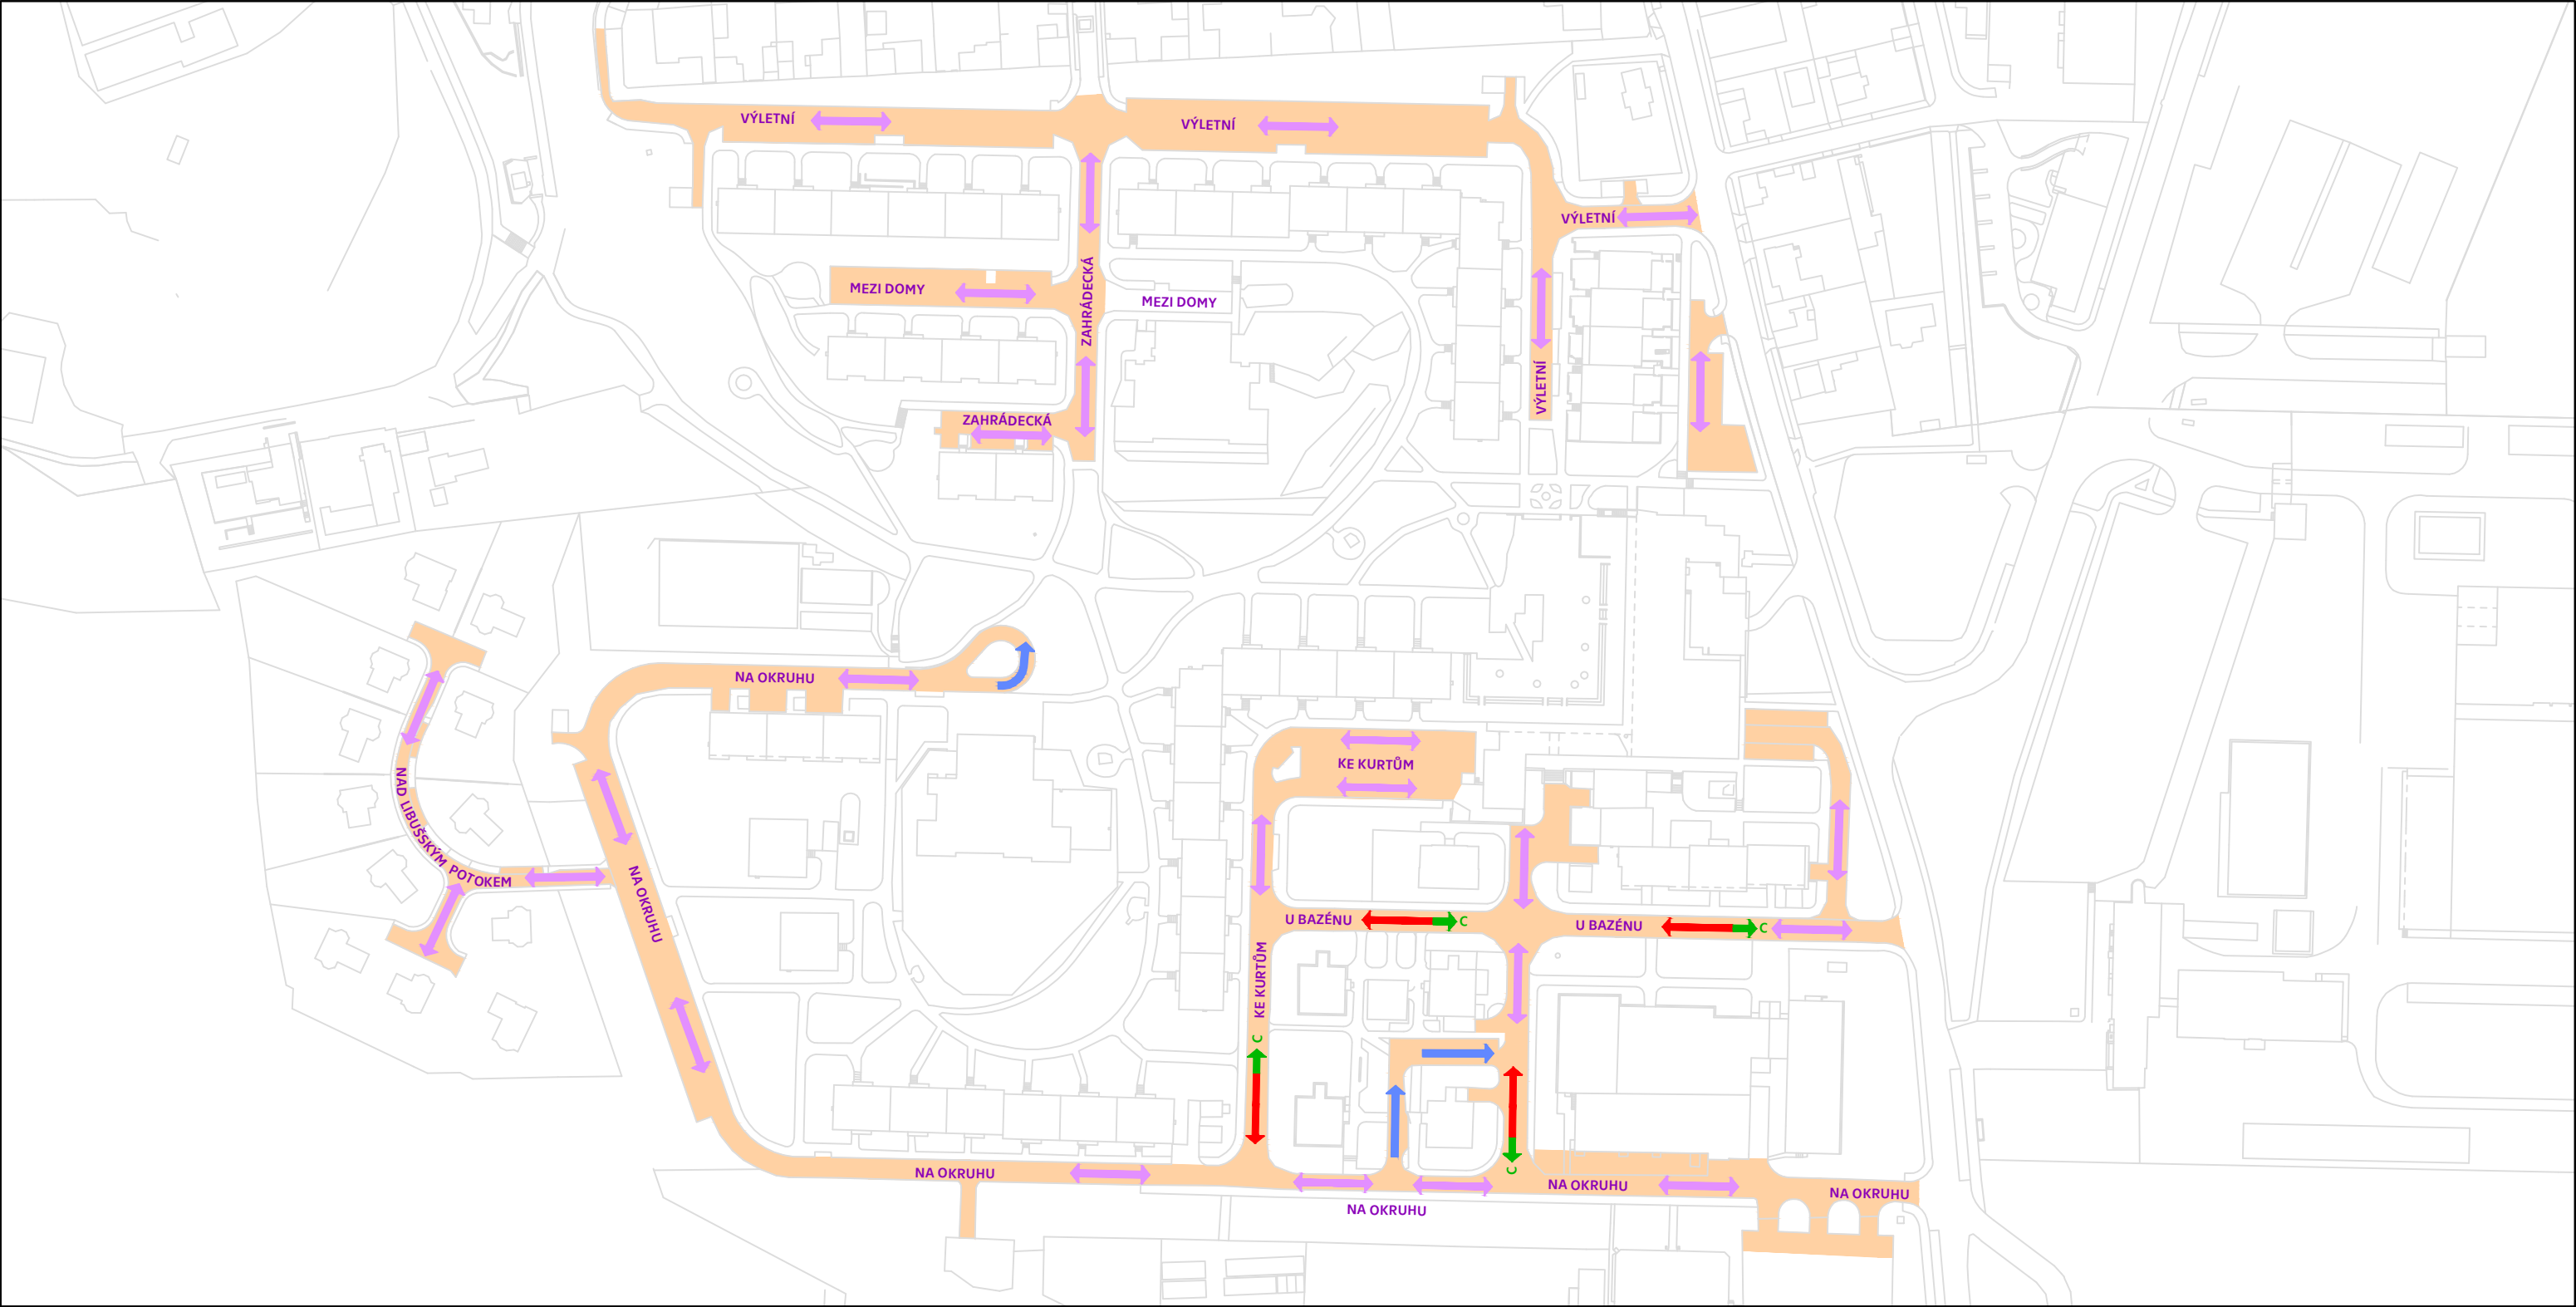 VÝLETNÍ
VÝLETNÍ
VÝLETNÍ
MEZI DOMY
MEZI DOMY
ZAHRÁDECKÁ
VÝLETNÍ
ZAHRÁDECKÁ
NA OKRUHU
KE KURTŮM
NAD LIBUŠSKÝM POTOKEM
NA OKRUHU
U BAZÉNU
C
U BAZÉNU
C
KE KURTŮM
C
C
NA OKRUHU
NA OKRUHU
NA OKRUHU
NA OKRUHU